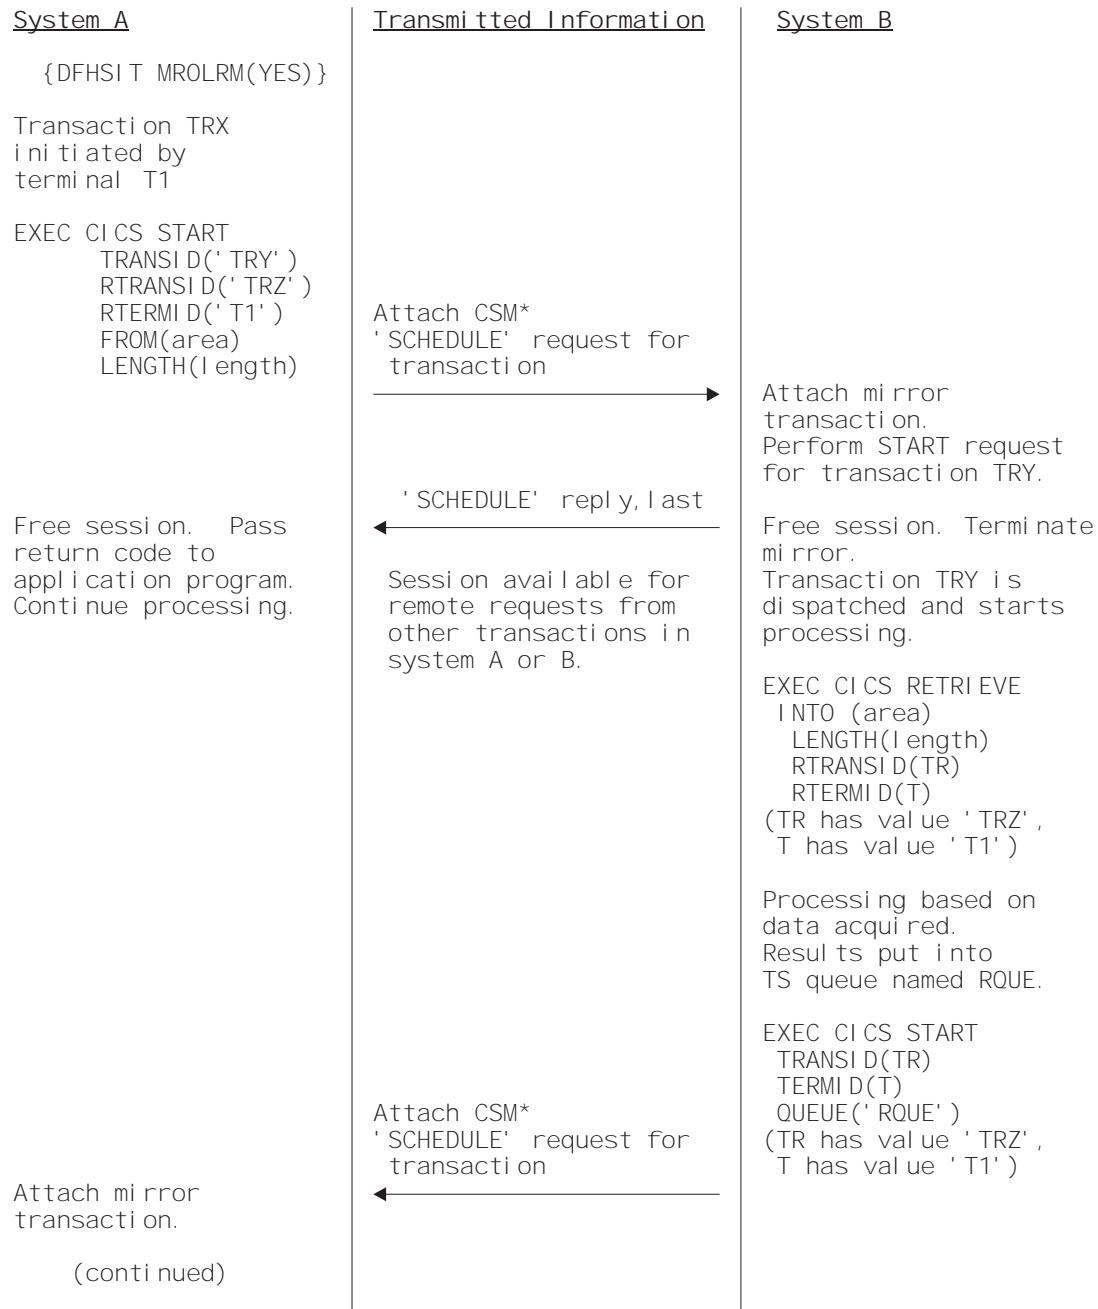 System A
{DFHSIT MROLRM(YES)}
Transaction TRX
initiated by
terminal T1
EXEC CICS START
TRANSID('TRY')
RTRANSID('TRZ')
RTERMID('T1')
FROM(area)
LENGTH(length)
Free session. Pass
return code to
application program.
Continue processing.
Attach mirror
transaction.
(continued)
Transmitted Information
Attach CSM*
'SCHEDULE' request for
transaction
'SCHEDULE' reply,last
Session available for
remote requests from
other transactions in
system A or B.
Attach CSM*
'SCHEDULE' request for
transaction
System B
Attach mirror
transaction.
Perform START request
for transaction TRY.
Free session. Terminate
mirror.
Transaction TRY is
dispatched and starts
processing.
EXEC CICS RETRIEVE
INTO (area)
LENGTH(length)
RTRANSID(TR)
RTERMID(T)
(TR has value 'TRZ',
T has value 'T1')
Processing based on
data acquired.
Results put into
TS queue named RQUE.
EXEC CICS START
TRANSID(TR)
TERMID(T)
QUEUE('RQUE')
(TR has value 'TRZ',
T has value 'T1')